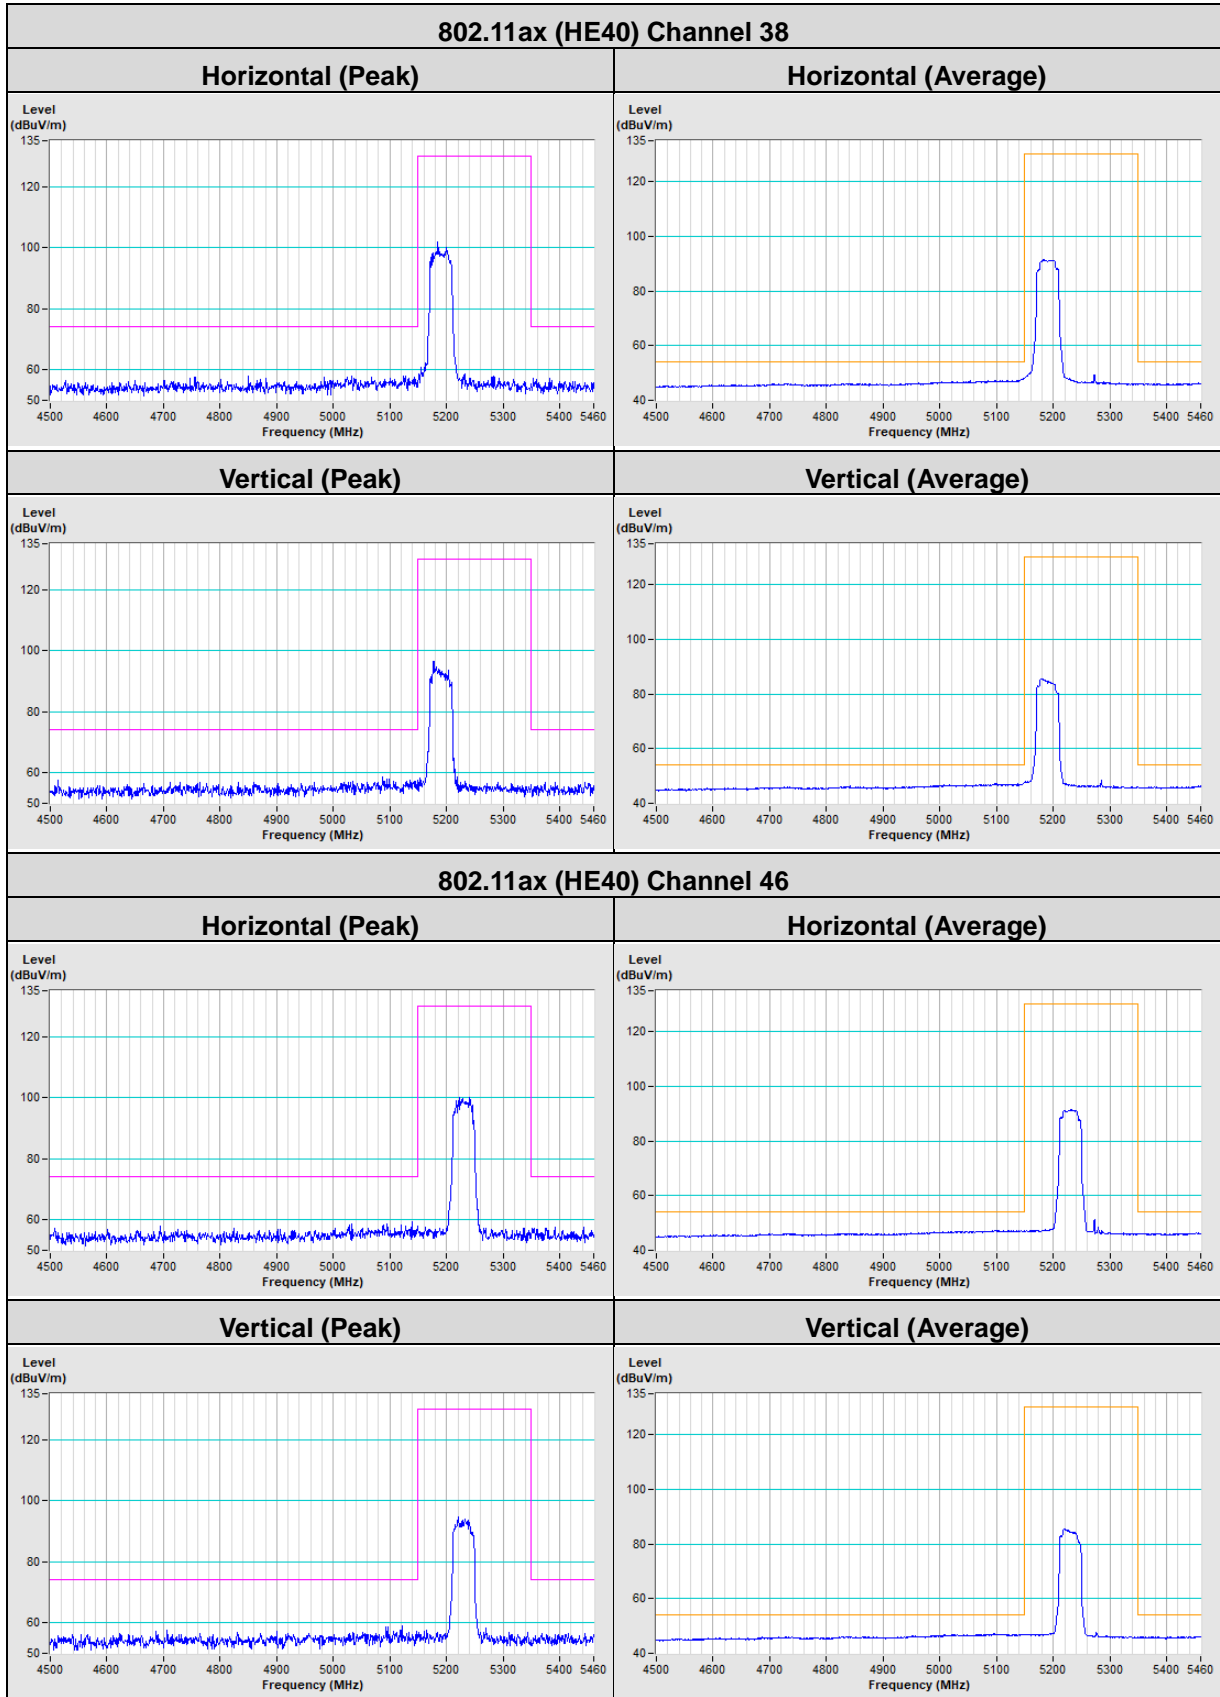 802.11ax (HE40) Channel 38
Horizontal (Peak) Horizontal (Average)
Level Level
(dBuV/m) (dBuV/m)
135 135
120 120
100 100
80 80
60 60
50 40
4500 4600 4700 4800 4900 5000 5100 5200 5300 5400 5460 4500 4600 4700 4800 4900 5000 5100 5200 5300 5400 5460
Frequency (MHz) Frequency (MHz)
Vertical (Peak) Vertical (Average)
Level Level
(dBuV/m) (dBuV/m)
135 135
120 120
100 100
80 80
60 60
50 40
4500 4600 4700 4800 4900 5000 5100 5200 5300 5400 5460 4500 4600 4700 4800 4900 5000 5100 5200 5300 5400 5460
Frequency (MHz) Frequency (MHz)
802.11ax (HE40) Channel 46
Horizontal (Peak) Horizontal (Average)
Level Level
(dBuV/m) (dBuV/m)
135 135
120 120
100 100
80 80
60 60
50 40
4500 4600 4700 4800 4900 5000 5100 5200 5300 5400 5460 4500 4600 4700 4800 4900 5000 5100 5200 5300 5400 5460
Frequency (MHz) Frequency (MHz)
Vertical (Peak) Vertical (Average)
Level Level
(dBuV/m) (dBuV/m)
135 135
120 120
100 100
80 80
60 60
50 40
4500 4600 4700 4800 4900 5000 5100 5200 5300 5400 5460 4500 4600 4700 4800 4900 5000 5100 5200 5300 5400 5460
Frequency (MHz) Frequency (MHz)